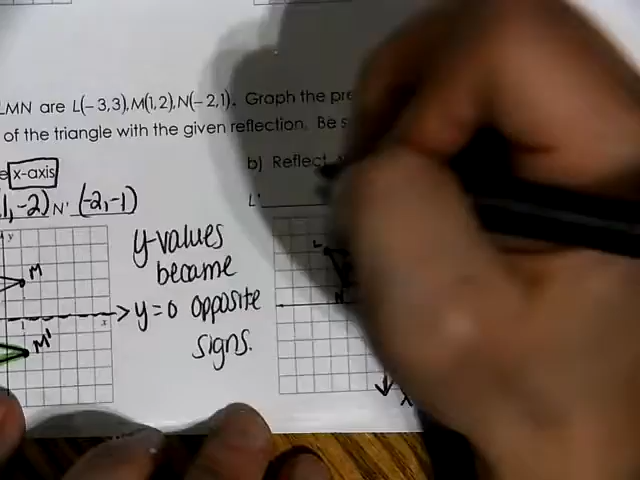 LMN are L(-3,3), M(1,2), N(-2,1). Graph the pre
of the triangle with the given reflection. Be s
x-axis
b) Reflect
1,-2) N' (-2,-1)
L'
y
y-values
became
y=0 opposite
signs.
M
x
M'
L
N